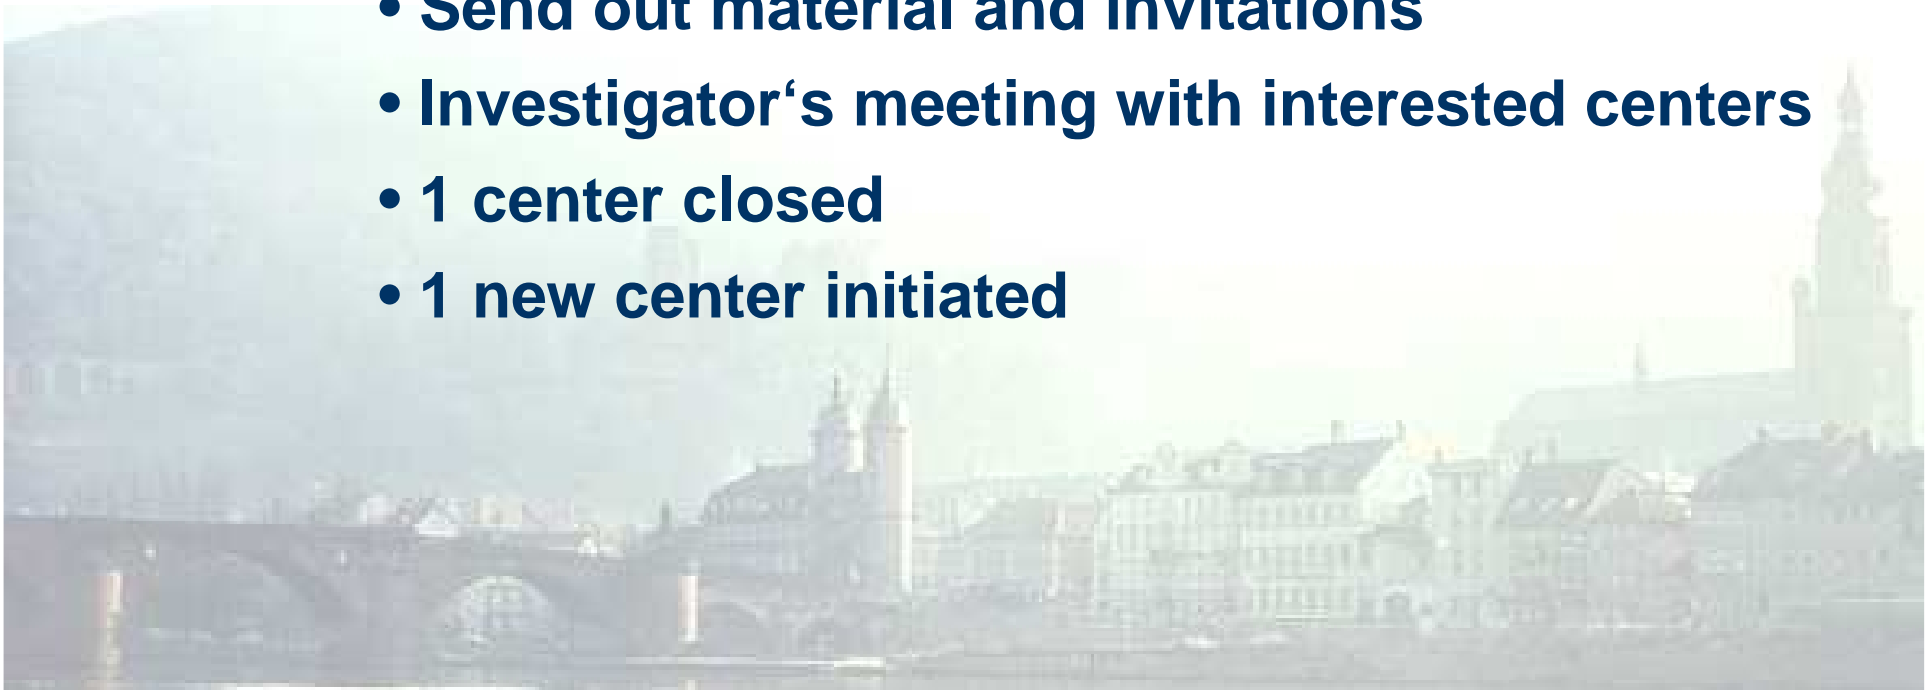 • Send out material and invitations
• Investigator‘s meeting with interested centers
• 1 center closed
• 1 new center initiated